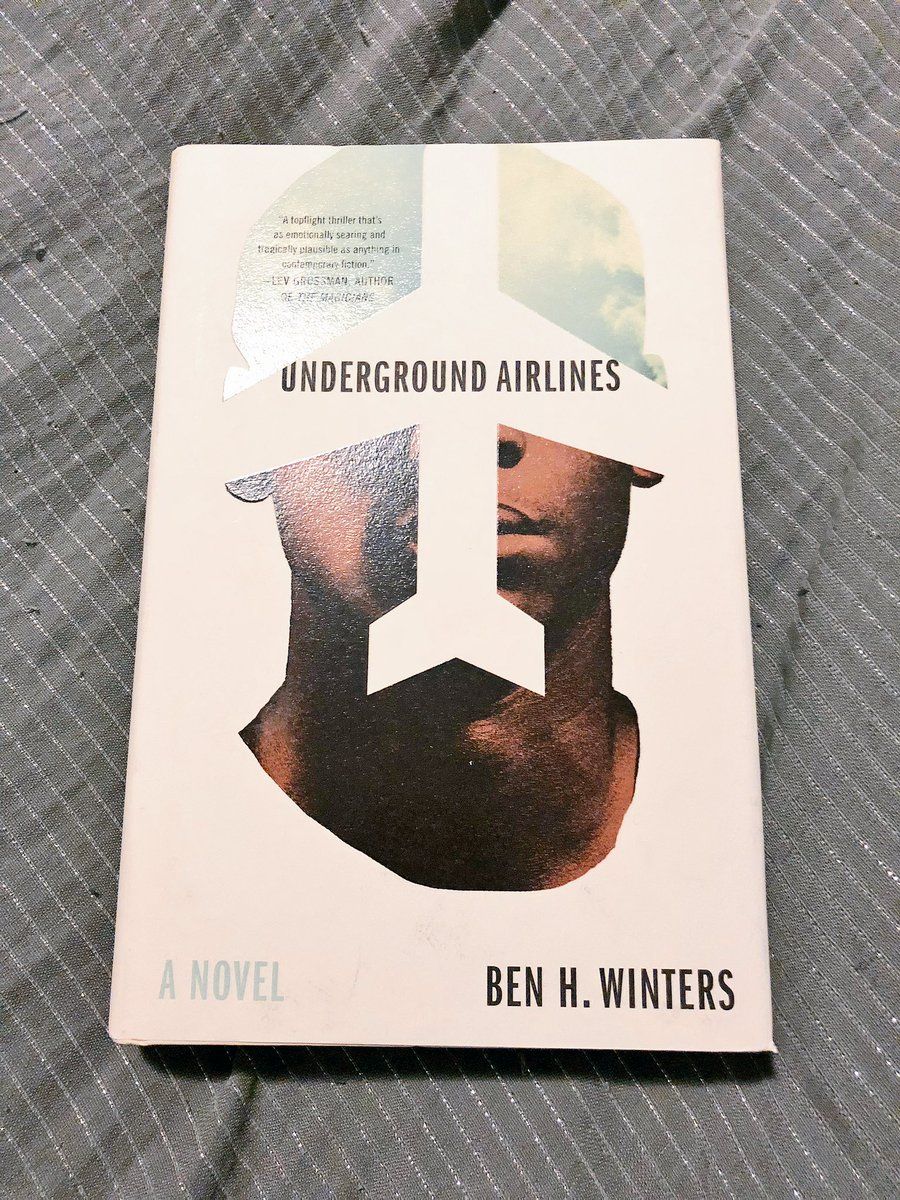 "A topflight thriller that's
as emotionally searing and
tragically plausible as anything in
contemporary fiction."
—LEV GROSSMAN, AUTHOR
OF THE MAGICIANS
UNDERGROUND AIRLINES
A NOVEL
BEN H. WINTERS